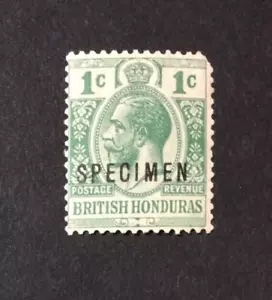 1C 1C
SPECIMEN
POSTAGE REVENUE
BRITISH HONDURAS